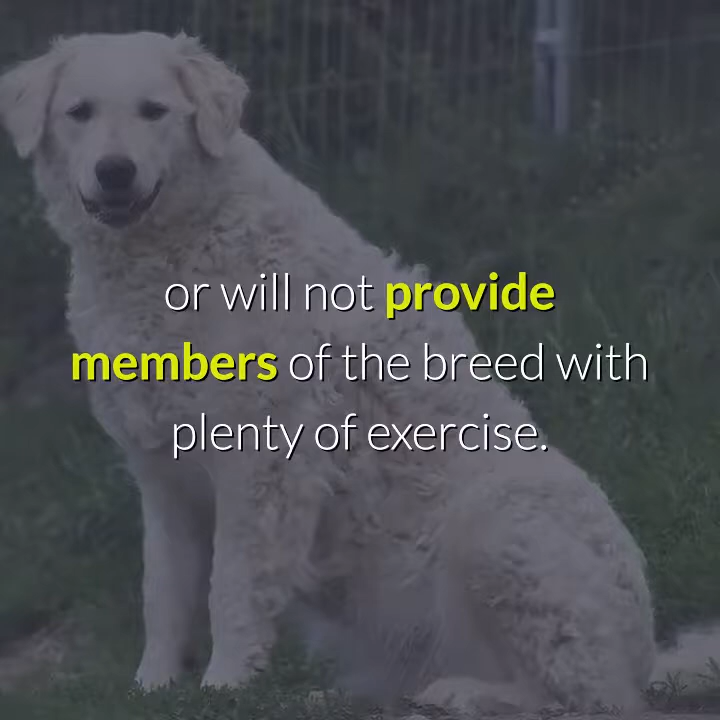 or will not provide
members of the breed with
plenty of exercise.